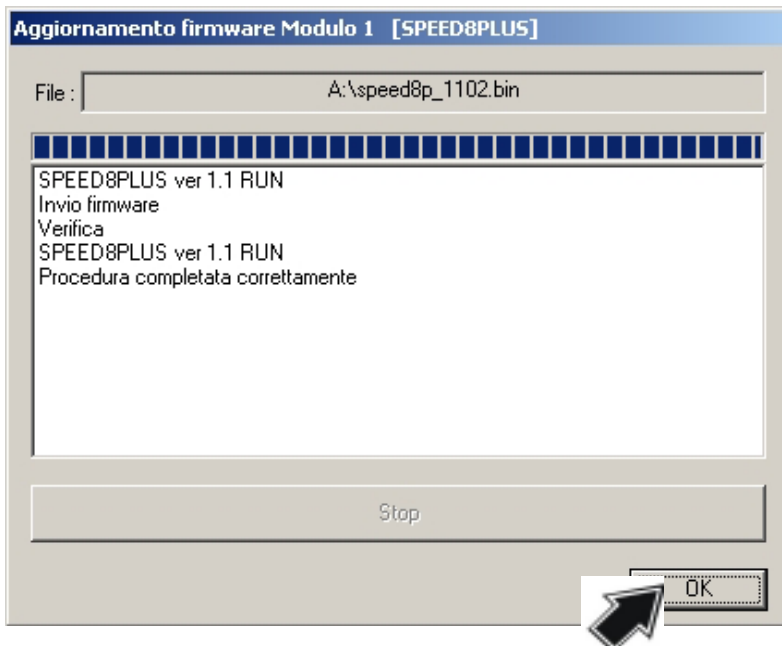 Aggiornamento firmware Modulo 1 [SPEED8PLUS]
File : A:\speed8p_1102.bin
SPEED8PLUS ver 1.1 RUN
Invio firmware
Verifica
SPEED8PLUS ver 1.1 RUN
Procedura completata correttamente
Stop
OK